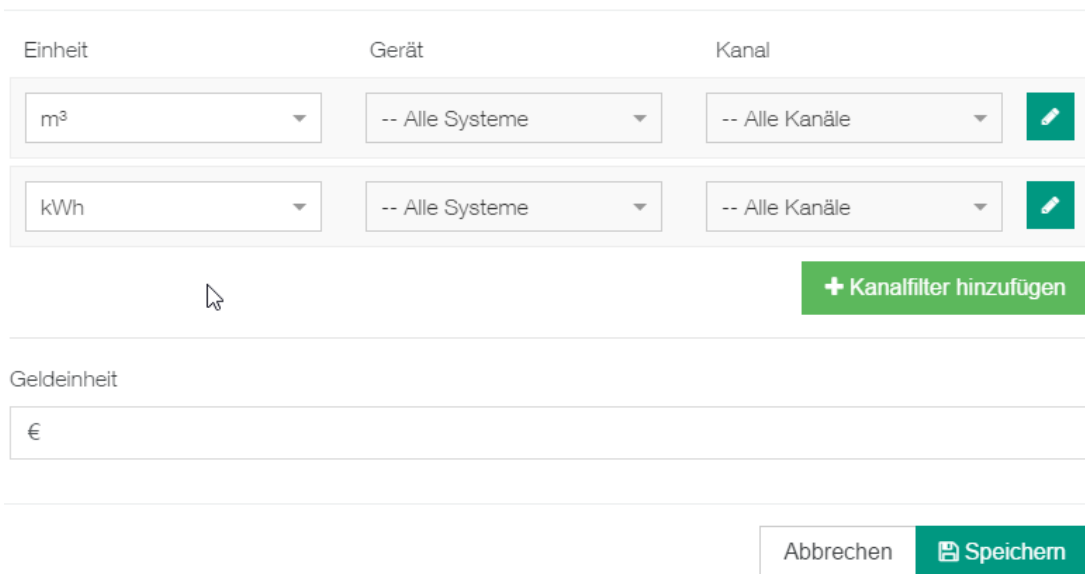 Einheit Gerät Kanal
m³ -- Alle Systeme -- Alle Kanäle
kWh -- Alle Systeme -- Alle Kanäle
Kanalfilter hinzufügen
Geldeinheit
€
Abbrechen Speichern